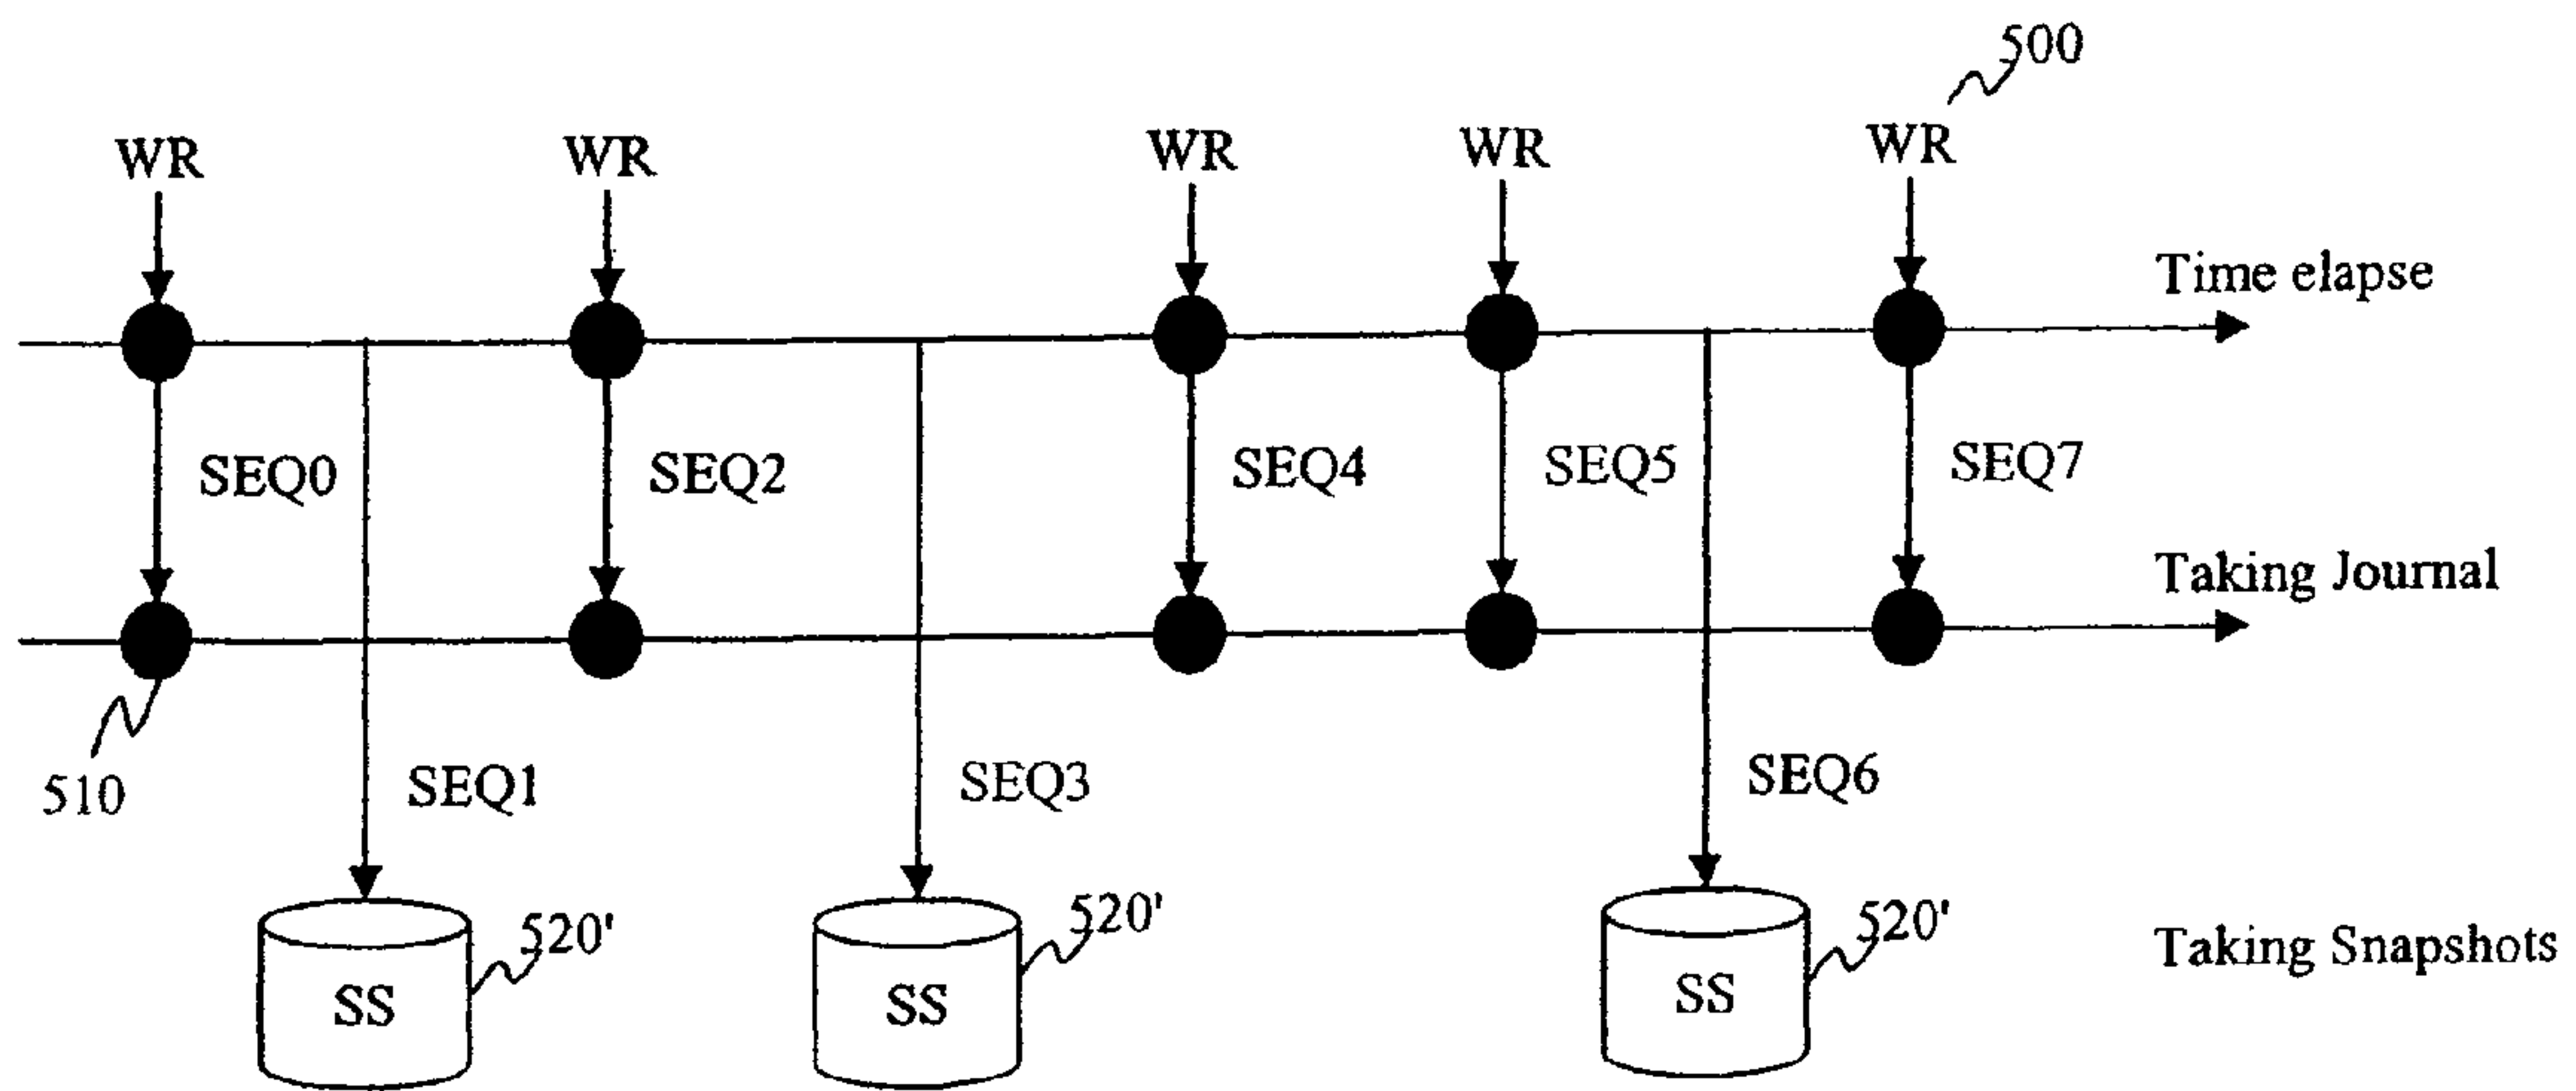 500
WR WR WR WR WR
Time elapse
SEQ0 SEQ2 SEQ4 SEQ5 SEQ7
Taking Journal
510 SEQ1 SEQ3 SEQ6
520' 520' 520'
Taking Snapshots
SS SS SS